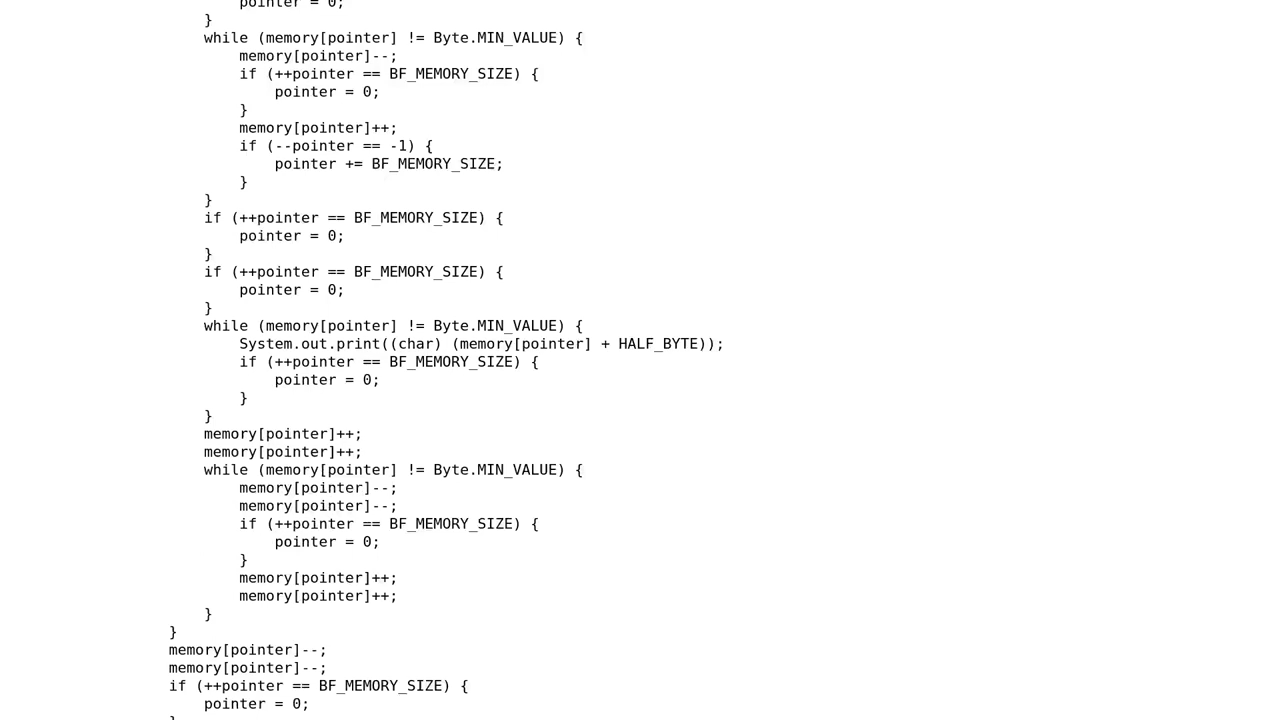 pointer = 0;
}
while (memory[pointer] != Byte.MIN_VALUE) {
memory[pointer]--;
if (++pointer == BF_MEMORY_SIZE) {
pointer = 0;
}
memory[pointer]++;
if (--pointer == -1) {
pointer += BF_MEMORY_SIZE;
}
}
if (++pointer == BF_MEMORY_SIZE) {
pointer = 0;
}
if (++pointer == BF_MEMORY_SIZE) {
pointer = 0;
}
while (memory[pointer] != Byte.MIN_VALUE) {
System.out.print((char) (memory[pointer] + HALF_BYTE));
if (++pointer == BF_MEMORY_SIZE) {
pointer = 0;
}
}
memory[pointer]++;
memory[pointer]++;
while (memory[pointer] != Byte.MIN_VALUE) {
memory[pointer]--;
memory[pointer]--;
if (++pointer == BF_MEMORY_SIZE) {
pointer = 0;
}
memory[pointer]++;
memory[pointer]++;
}
}
memory[pointer]--;
memory[pointer]--;
if (++pointer == BF_MEMORY_SIZE) {
pointer = 0;
}